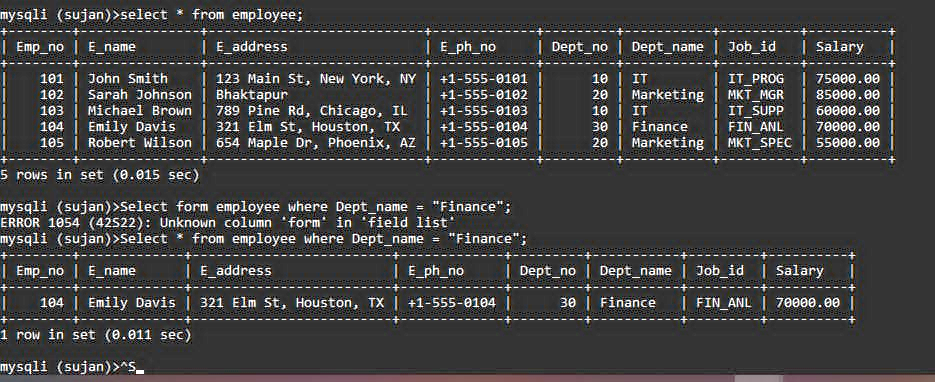 mysqli (sujan)>select * from employee;
+--------+---------------+-------------------------+-------------+---------+-----------+----------+----------+
| Emp_no | E_name        | E_address               | E_ph_no     | Dept_no | Dept_name | Job_id   | Salary   |
+--------+---------------+-------------------------+-------------+---------+-----------+----------+----------+
|    101 | John Smith    | 123 Main St, New York, NY | +1-555-0101 |      10 | IT        | IT_PROG  | 75000.00 |
|    102 | Sarah Johnson | Bhaktapur               | +1-555-0102 |      20 | Marketing | MKT_MGR  | 85000.00 |
|    103 | Michael Brown | 789 Pine Rd, Chicago, IL | +1-555-0103 |      10 | IT        | IT_SUPP  | 60000.00 |
|    104 | Emily Davis   | 321 Elm St, Houston, TX | +1-555-0104 |      30 | Finance   | FIN_ANL  | 70000.00 |
|    105 | Robert Wilson | 654 Maple Dr, Phoenix, AZ | +1-555-0105 |      20 | Marketing | MKT_SPEC | 55000.00 |
+--------+---------------+-------------------------+-------------+---------+-----------+----------+----------+
5 rows in set (0.015 sec)
mysqli (sujan)>Select form employee where Dept_name = "Finance";
ERROR 1054 (42S22): Unknown column 'form' in 'field list'
mysqli (sujan)>Select * from employee where Dept_name = "Finance";
+--------+-------------+-------------------------+-------------+---------+-----------+---------+----------+
| Emp_no | E_name      | E_address               | E_ph_no     | Dept_no | Dept_name | Job_id  | Salary   |
+--------+-------------+-------------------------+-------------+---------+-----------+---------+----------+
|    104 | Emily Davis | 321 Elm St, Houston, TX | +1-555-0104 |      30 | Finance   | FIN_ANL | 70000.00 |
+--------+-------------+-------------------------+-------------+---------+-----------+---------+----------+
1 row in set (0.011 sec)
mysqli (sujan)>^S